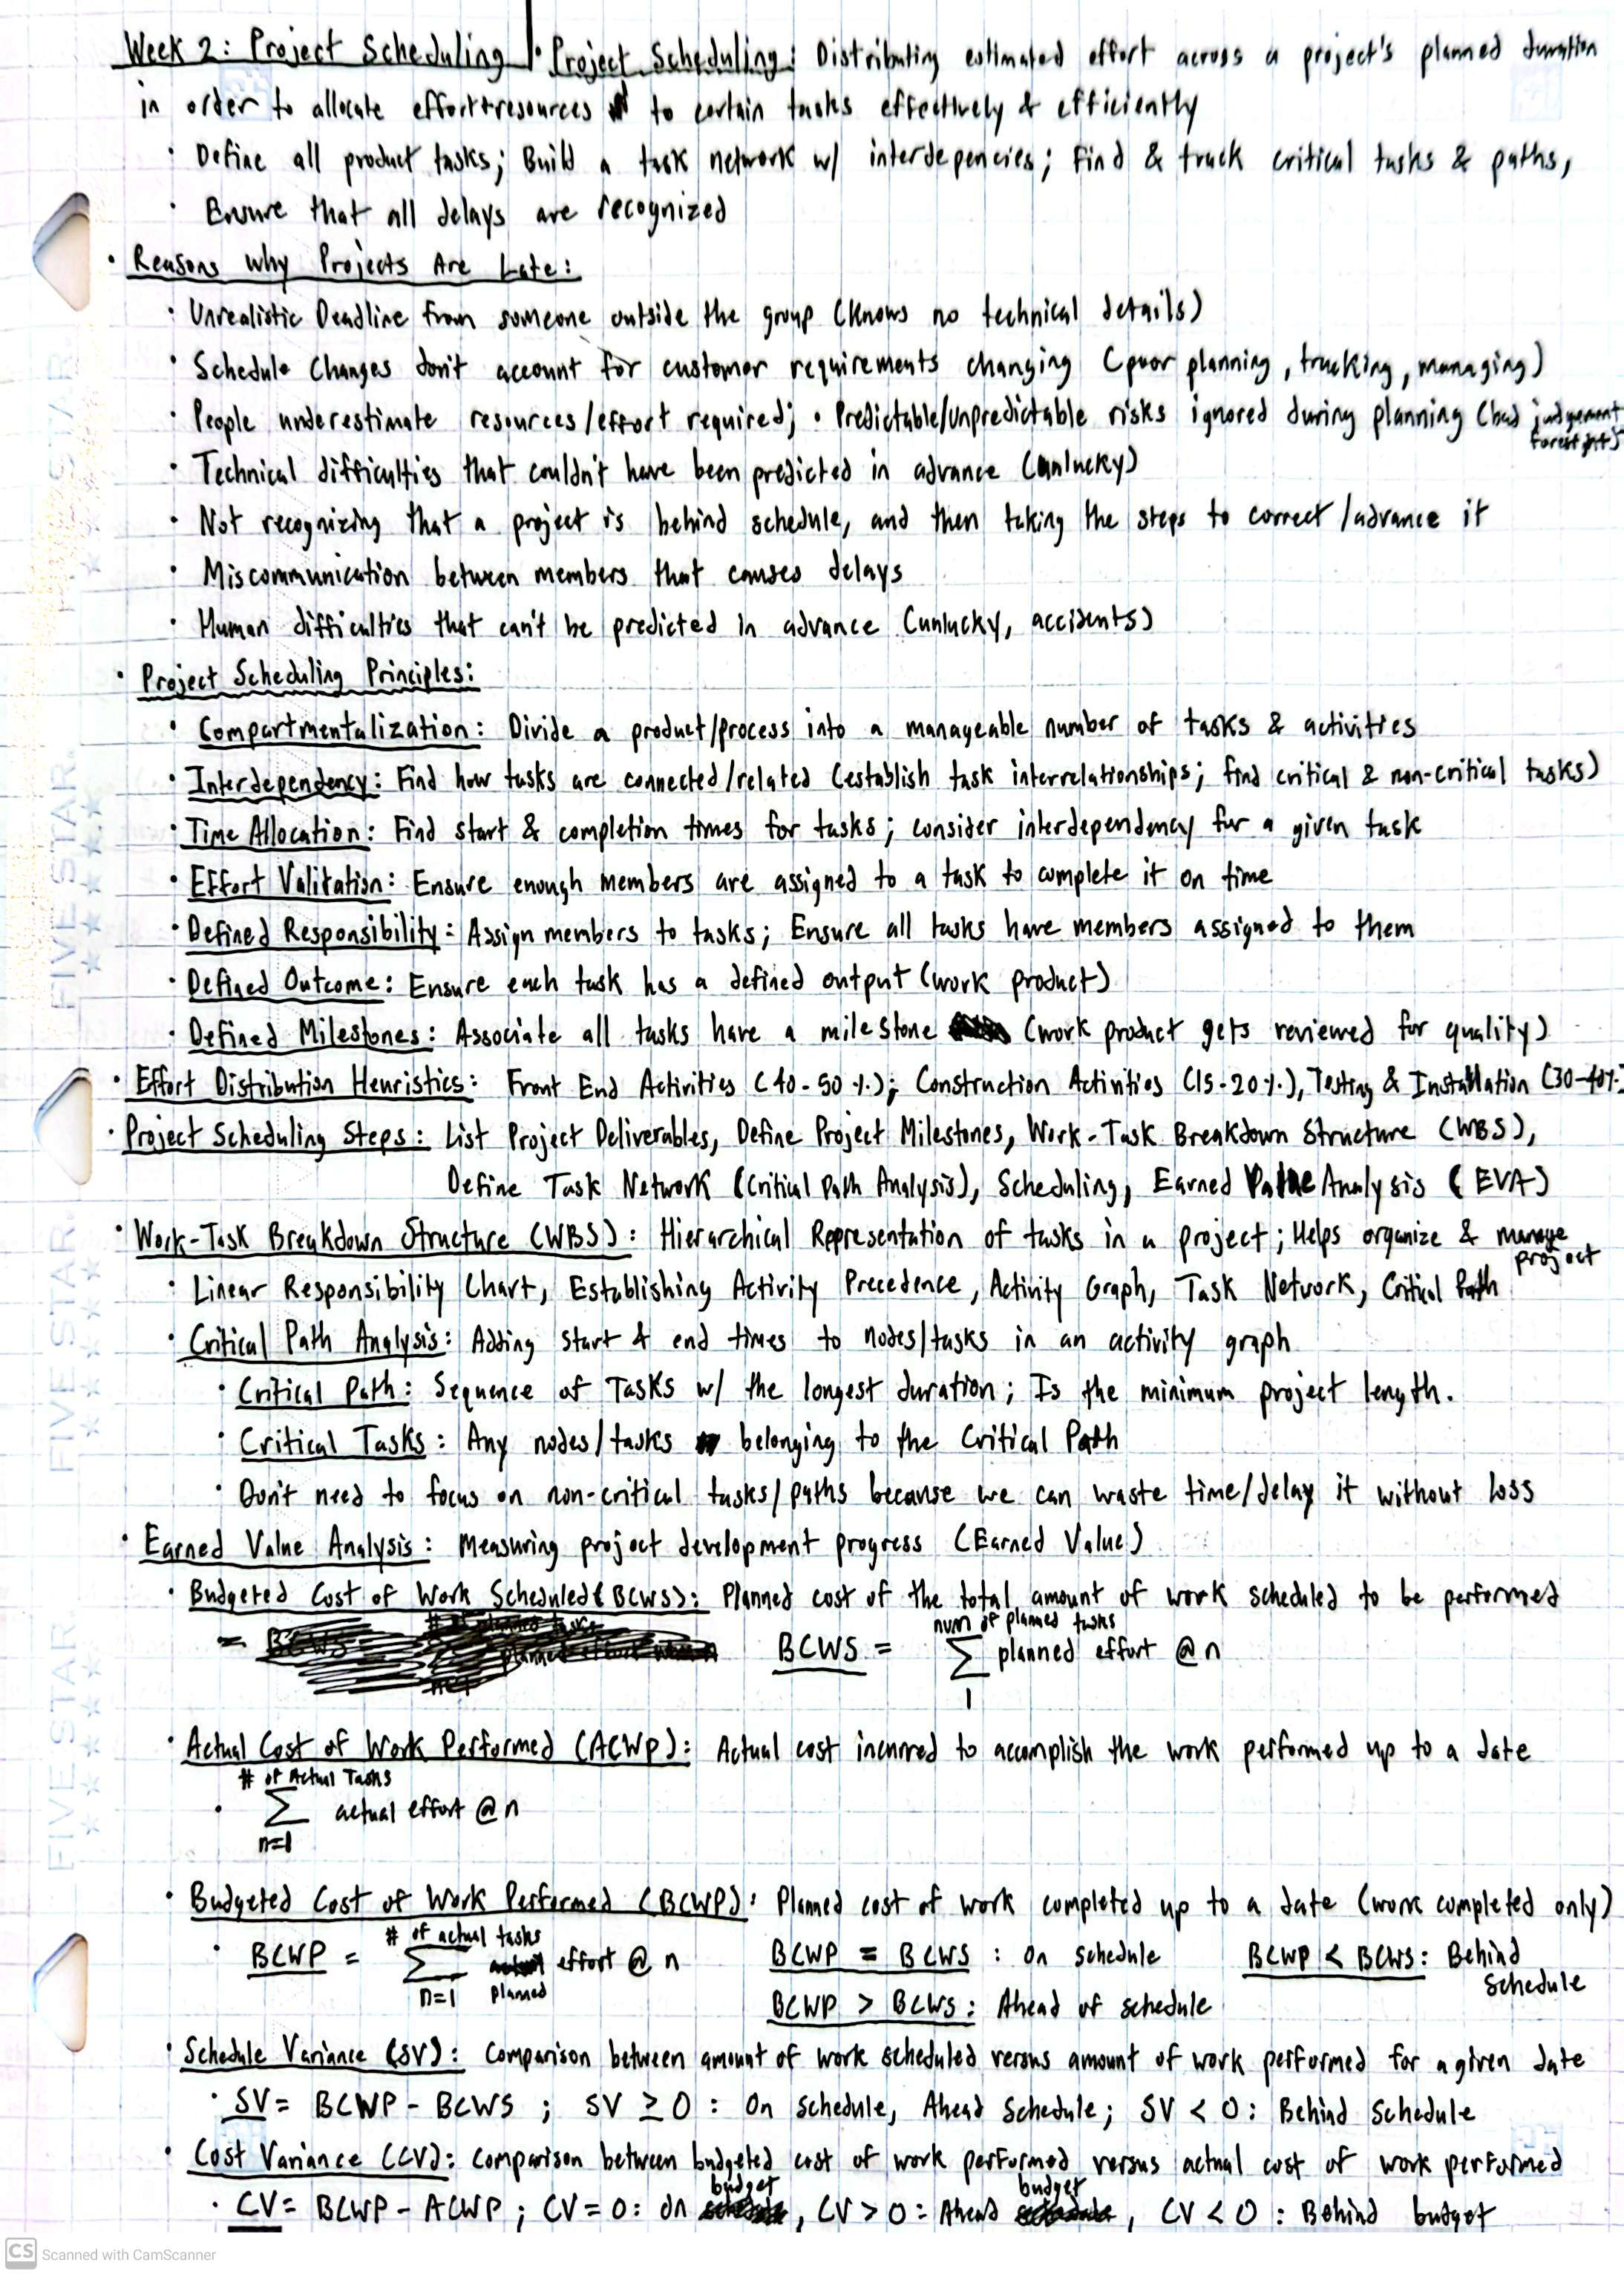 Week 2: Project Scheduling | • Project Scheduling: Distributing estimated effort across a project's planned duration
in order to allocate effort+resources to certain tasks effectively & efficiently
• Define all product tasks; Build a task network w/ interdepencies; Find & track critical tasks & paths,
• Ensure that all delays are recognized
• Reasons Why Projects Are Late:
• Unrealistic Deadline from someone outside the group (Knows no technical details)
• Schedule Changes don't account for customer requirements changing (poor planning, tracking, managing)
• People underestimate resources/effort required; • Predictable/Unpredictable risks ignored during planning (bad judgement
foresight)
• Technical difficulties that couldn't have been predicted in advance (unlucky)
• Not recognizing that a project is behind schedule, and then taking the steps to correct/advance it
• Miscommunication between members that causes delays
• Human difficulties that can't be predicted in advance (unlucky, accidents)
• Project Scheduling Principles:
• Compartmentalization: Divide a product/process into a manageable number of tasks & activities
• Interdependency: Find how tasks are connected/related (establish task interrelationships; find critical & non-critical tasks)
• Time Allocation: Find start & completion times for tasks; consider interdependency for a given task
• Effort Valitation: Ensure enough members are assigned to a task to complete it on time
• Defined Responsibility: Assign members to tasks; Ensure all tasks have members assigned to them
• Defined Outcome: Ensure each task has a defined output (work product)
• Defined Milestones: Associate all tasks have a milestone (work product gets reviewed for quality)
• Effort Distribution Heuristics: Front End Activities (40-50%); Construction Activities (15-20%), Testing & Installation (30-40%)
• Project Scheduling Steps: List Project Deliverables, Define Project Milestones, Work-Task Breakdown Structure (WBS),
Define Task Network (Critical Path Analysis), Scheduling, Earned Value Analysis (EVA)
• Work-Task Breakdown Structure (WBS): Hierarchical Representation of tasks in a project; Helps organize & manage
project
• Linear Responsibility Chart, Establishing Activity Precedence, Activity Graph, Task Network, Critical Path
• Critical Path Analysis: Adding start & end times to nodes/tasks in an activity graph
• Critical Path: Sequence of Tasks w/ the longest duration; Is the minimum project length.
• Critical Tasks: Any nodes/tasks belonging to the Critical Path
• Don't need to focus on non-critical tasks/paths because we can waste time/delay it without loss
• Earned Value Analysis: Measuring project development progress (Earned Value)
• Budgeted Cost of Work Scheduled (BCWS): Planned cost of the total amount of work scheduled to be performed
num of planned tasks
BCWS = ∑ planned effort @ n
1
• Actual Cost of Work Performed (ACWP): Actual cost incurred to accomplish the work performed up to a date
# of Actual Tasks
• ∑ actual effort @ n
n=1
• Budgeted Cost of Work Performed (BCWP): Planned cost of work completed up to a date (work completed only)
# of actual tasks
• BCWP = ∑ planned effort @ n BCWP = BCWS : On schedule BCWP < BCWS: Behind
schedule
n=1 BCWP > BCWS: Ahead of schedule
• Schedule Variance (SV): Comparison between amount of work scheduled versus amount of work performed for a given date
• SV = BCWP - BCWS ; SV ≥ 0 : On schedule, Ahead Schedule; SV < 0: Behind Schedule
• Cost Variance (CV): Comparison between budgeted cost of work performed versus actual cost of work performed
• CV = BCWP - ACWP ; CV = 0: On budget, CV > 0: Ahead budget, CV < 0 : Behind budget
FIVE STAR
FIVE STAR
FIVE STAR
FIVE STAR
CS Scanned with CamScanner